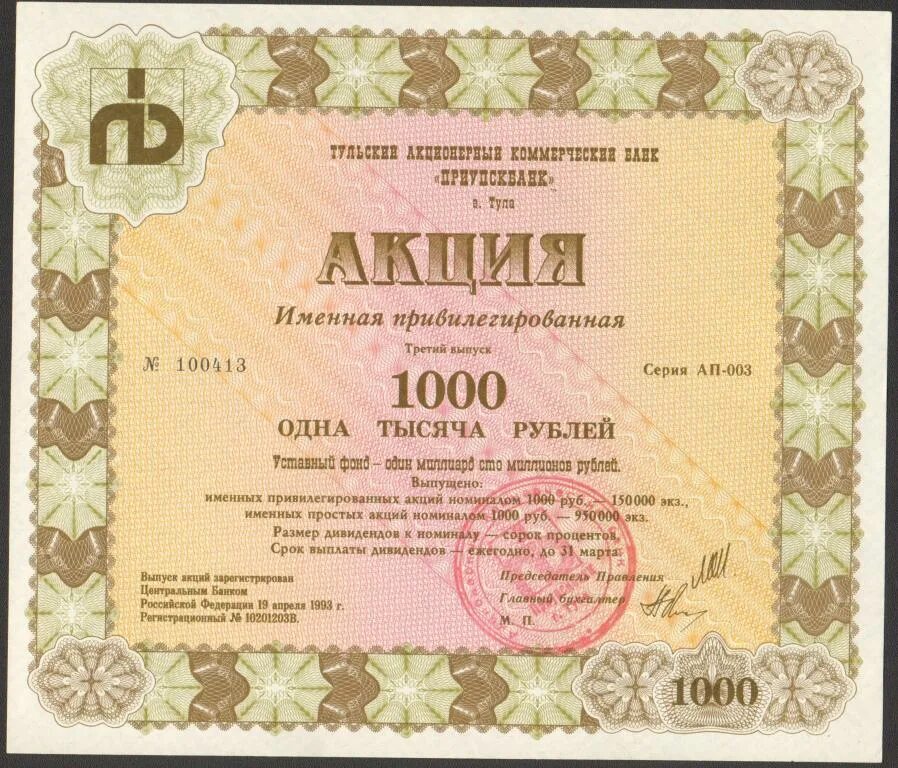 ТУЛЬСКИЙ АКЦИОНЕРНЫЙ КОММЕРЧЕСКИЙ БАНК
«ПРИУПСКБАНК»
г. Тула
АКЦИЯ
Именная привилегированная
Третий выпуск
№ 100413
Серия АП-003
1000
ОДНА ТЫСЯЧА РУБЛЕЙ
Уставный фонд – один миллиард сто миллионов рублей.
Выпущено:
именных привилегированных акций номиналом 1000 руб. — 150000 экз.,
именных простых акций номиналом 1000 руб. — 950000 экз.
Размер дивидендов к номиналу — сорок процентов.
Срок выплаты дивидендов — ежегодно, до 31 марта.
Выпуск акций зарегистрирован
Центральным Банком
Российской Федерации 19 апреля 1993 г.
Регистрационный № 10201203В.
Председатель Правления
Главный бухгалтер
М. П.
1000